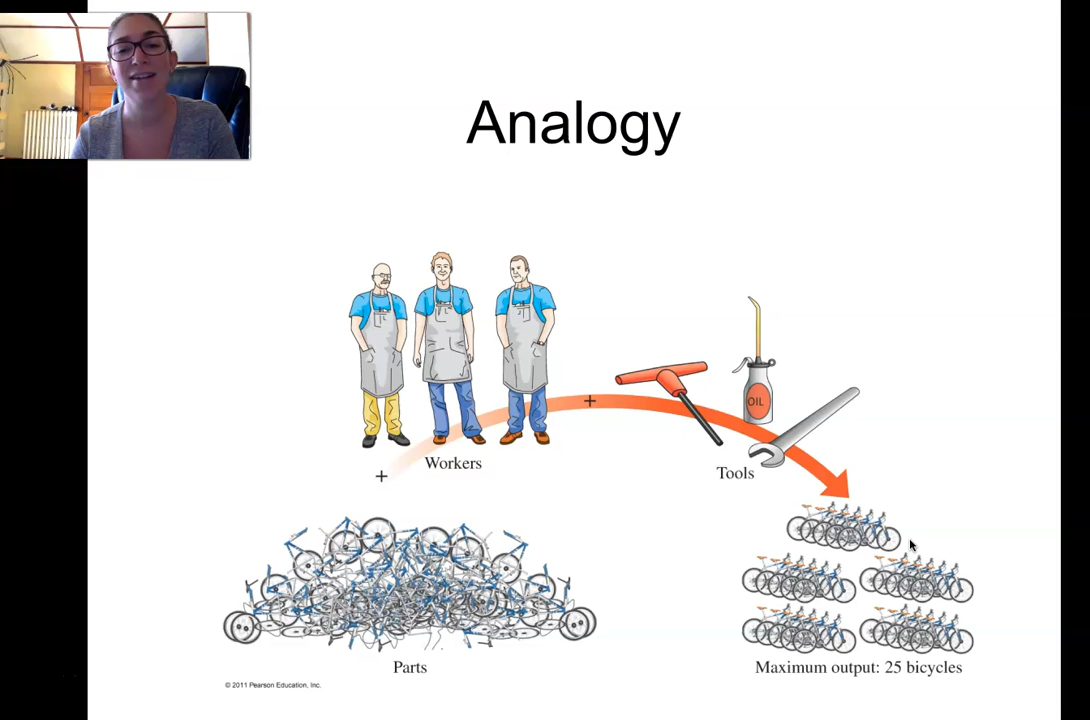 Analogy
+
OIL
+
Workers
Tools
Parts
Maximum output: 25 bicycles
© 2011 Pearson Education, Inc.